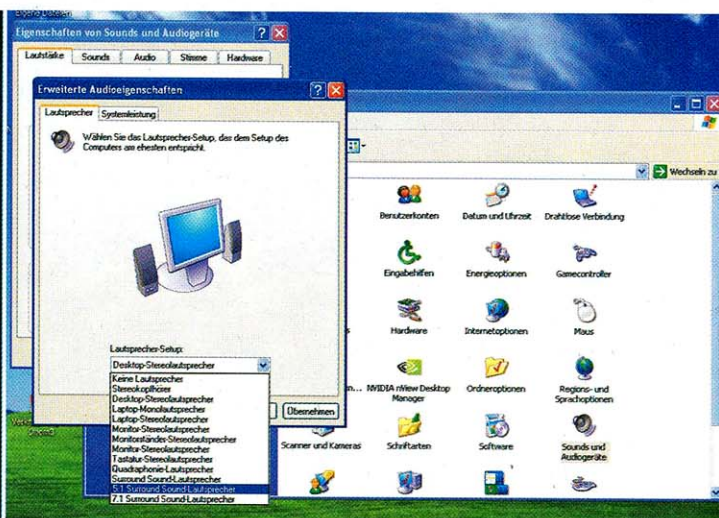 Eigene Dateien
Eigenschaften von Sounds und Audiogeräte
Lautstärke Sounds Audio Stimme Hardware
Erweiterte Audioeigenschaften
Lautsprecher Systemleistung
Wählen Sie das Lautsprecher-Setup, das dem Setup des
Computers am ehesten entspricht.
Lautsprecher-Setup:
Desktop-Stereolautsprecher
Keine Lautsprecher
Stereokopfhörer
Desktop-Stereolautsprecher
Laptop-Monolautsprecher
Laptop-Stereolautsprecher
Monitor-Stereolautsprecher
Monitorständer-Stereolautsprecher
Monitor-Stereolautsprecher
Tastatur-Stereolautsprecher
Quadraphonie-Lautsprecher
Surround Sound-Lautsprecher
5.1 Surround Sound-Lautsprecher
7.1 Surround Sound-Lautsprecher
Übernehmen
Wechseln zu
Benutzerkonten
Datum und Uhrzeit
Drahtlose Verbindung
Eingabehilfen
Energieoptionen
Gamecontroller
Hardware
Internetoptionen
Maus
NVIDIA nView Desktop
Manager
Ordneroptionen
Regions- und
Sprachoptionen
Scanner und Kameras
Schriftarten
Software
Sounds und
Audiogeräte